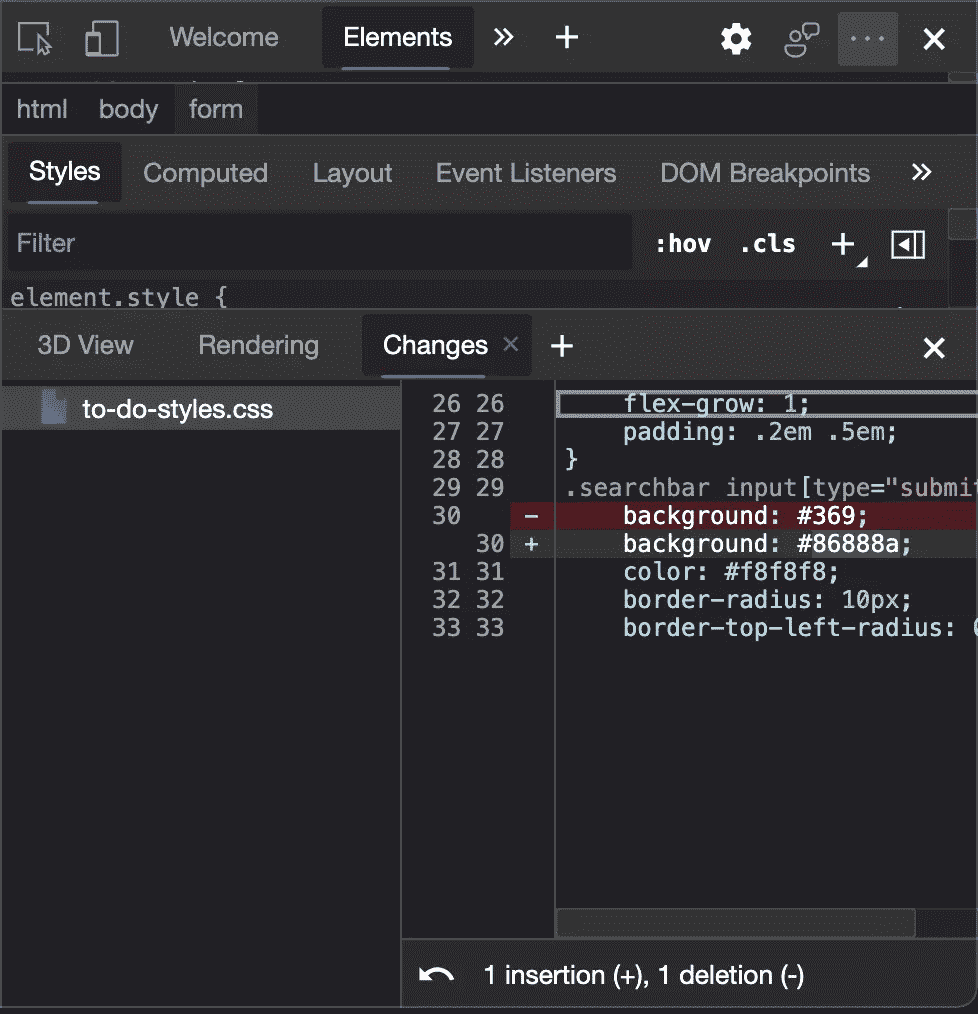 Welcome Elements
html body form
Styles Computed Layout Event Listeners DOM Breakpoints
Filter :hov .cls
element.style {
3D View Rendering Changes
to-do-styles.css
26 26 flex-grow: 1;
27 27 padding: .2em .5em;
28 28 }
29 29 .searchbar input[type="submit
30 - background: #369;
30 + background: #86888a;
31 31 color: #f8f8f8;
32 32 border-radius: 10px;
33 33 border-top-left-radius:
1 insertion (+), 1 deletion (-)